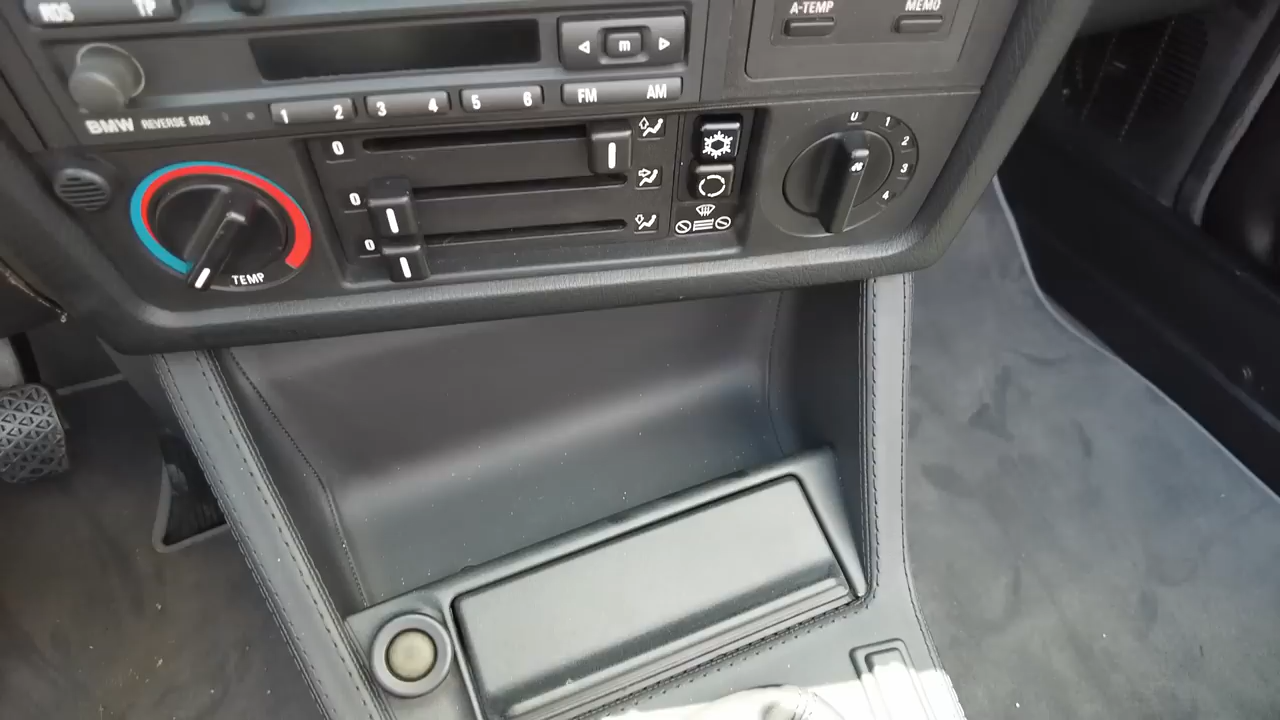 RDS TP
A-TEMP MEMO
m
1 2 3 4 5 6 FM AM
BMW REVERSE RDS
0
0
0
TEMP
0
1
2
3
4